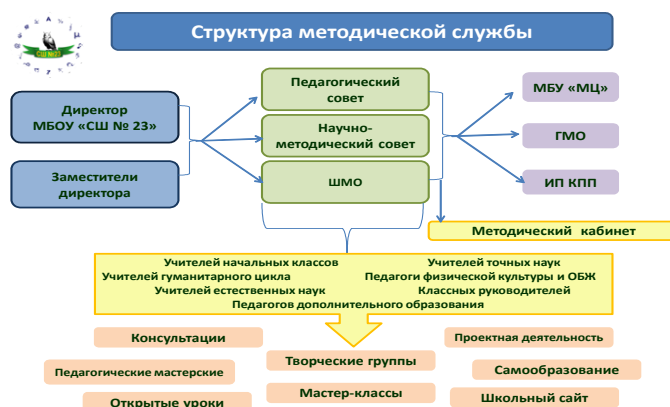 Структура методической службы
СШ №23
Директор
МБОУ «СШ № 23»
Заместители
директора
Педагогический
совет
Научно-
методический совет
ШМО
МБУ «МЦ»
ГМО
ИП КПП
Методический кабинет
Учителей начальных классов
Учителей точных наук
Учителей гуманитарного цикла
Педагоги физической культуры и ОБЖ
Учителей естественных наук
Классных руководителей
Педагогов дополнительного образования
Консультации
Творческие группы
Проектная деятельность
Педагогические мастерские
Самообразование
Мастер-классы
Открытые уроки
Школьный сайт